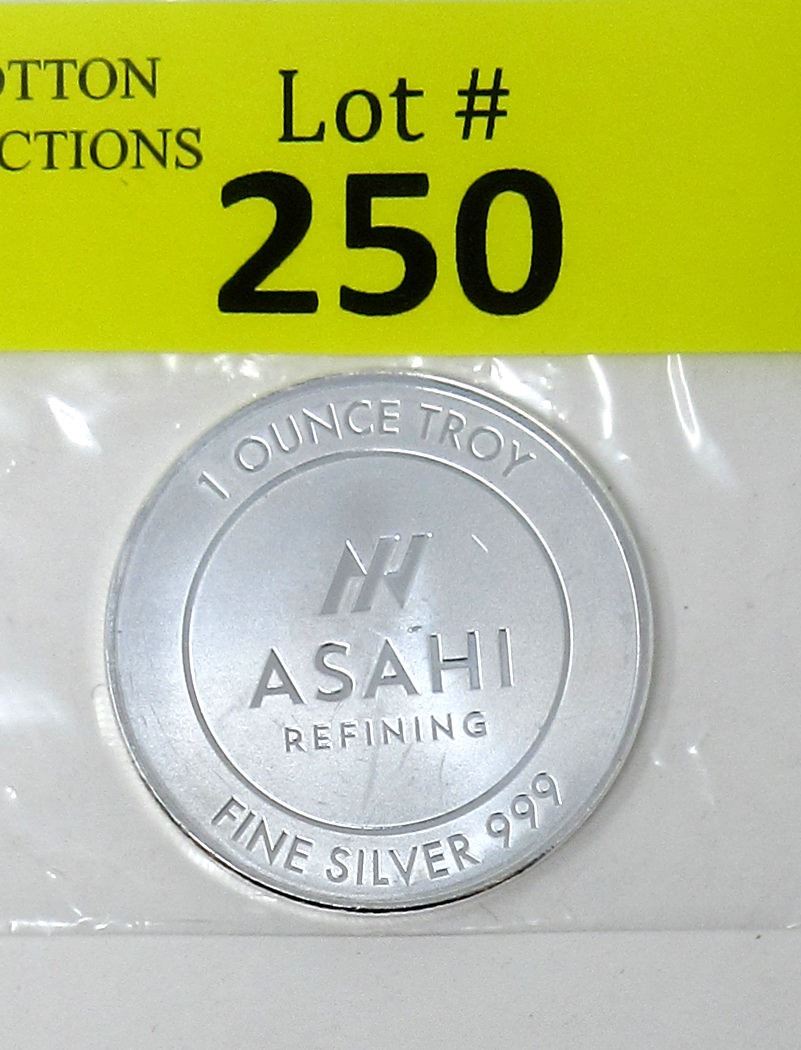 OTTON
CTIONS
Lot #
250
1 OUNCE TROY
ASAHI
REFINING
FINE SILVER 999